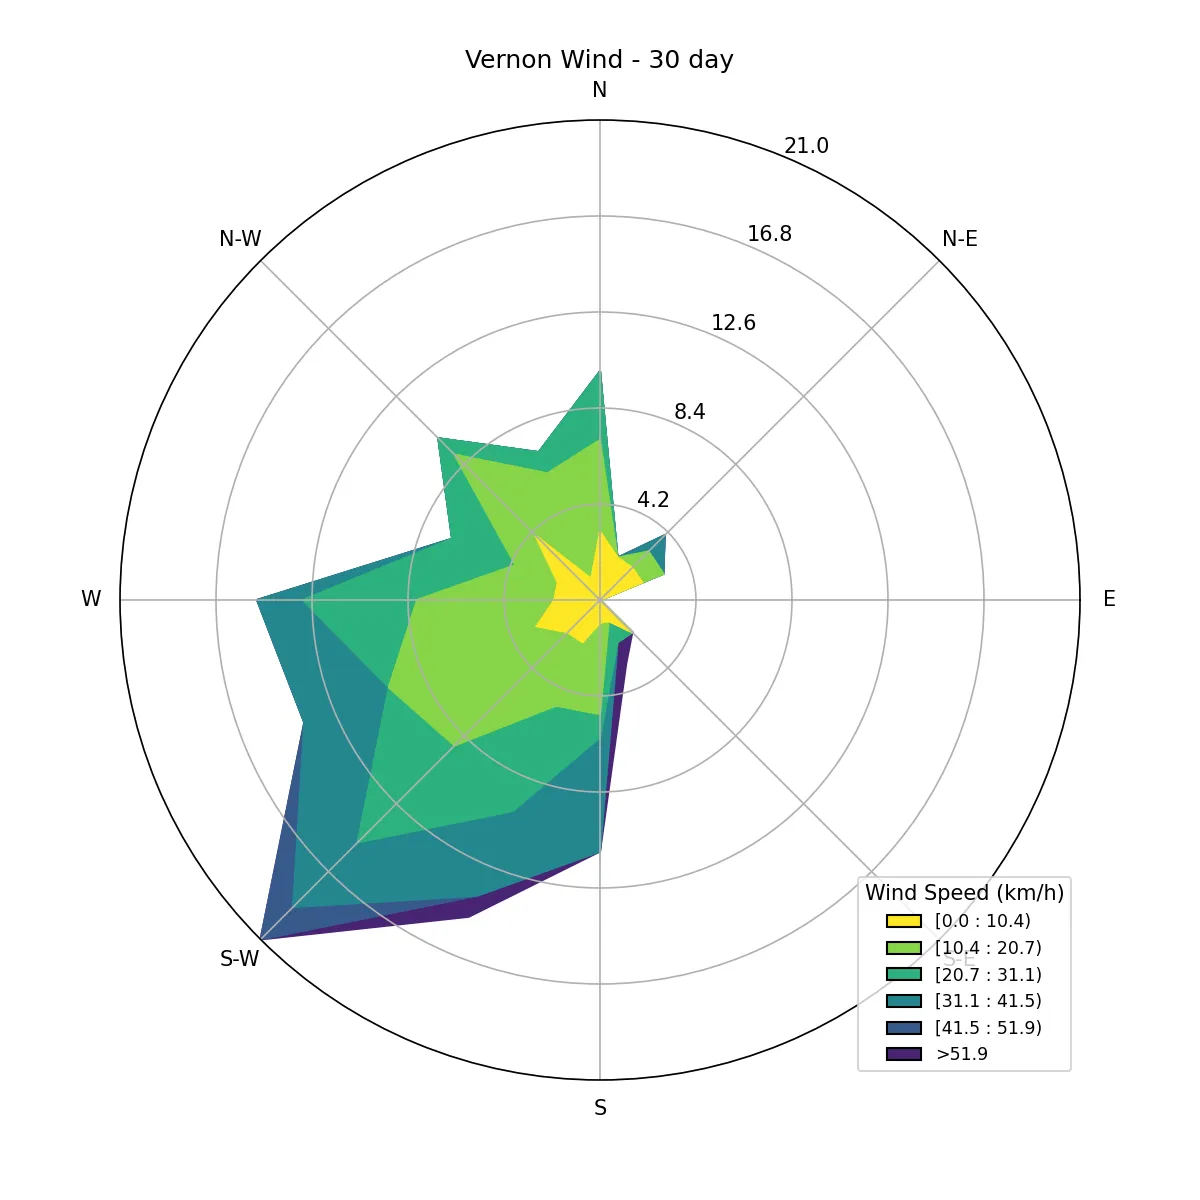 Vernon Wind - 30 day
N
21.0
16.8
N-W
N-E
12.6
8.4
4.2
W
E
S-W
S-E
S
Wind Speed (km/h)
[0.0 : 10.4)
[10.4 : 20.7)
[20.7 : 31.1)
[31.1 : 41.5)
[41.5 : 51.9)
>51.9